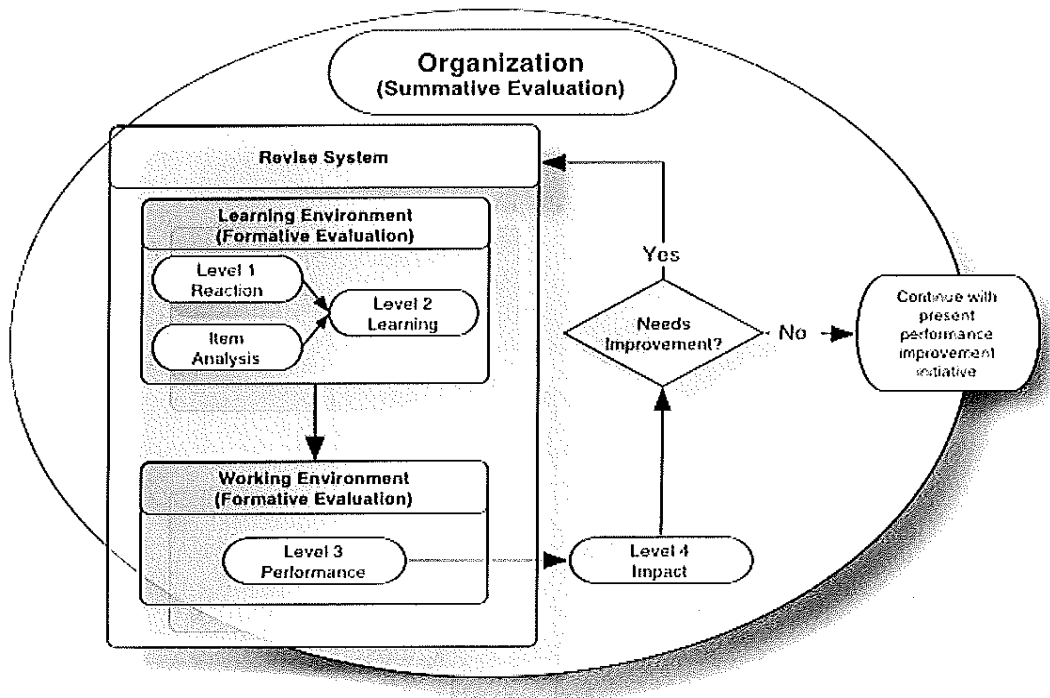 Organization
(Summative Evaluation)
Revise System
Learning Environment
(Formative Evaluation)
Level 1
Reaction
Level 2
Learning
Item
Analysis
Working Environment
(Formative Evaluation)
Level 3
Performance
Level 4
Impact
Needs
Improvement?
Yes
No
Continue with
present
performance
improvement
initiative